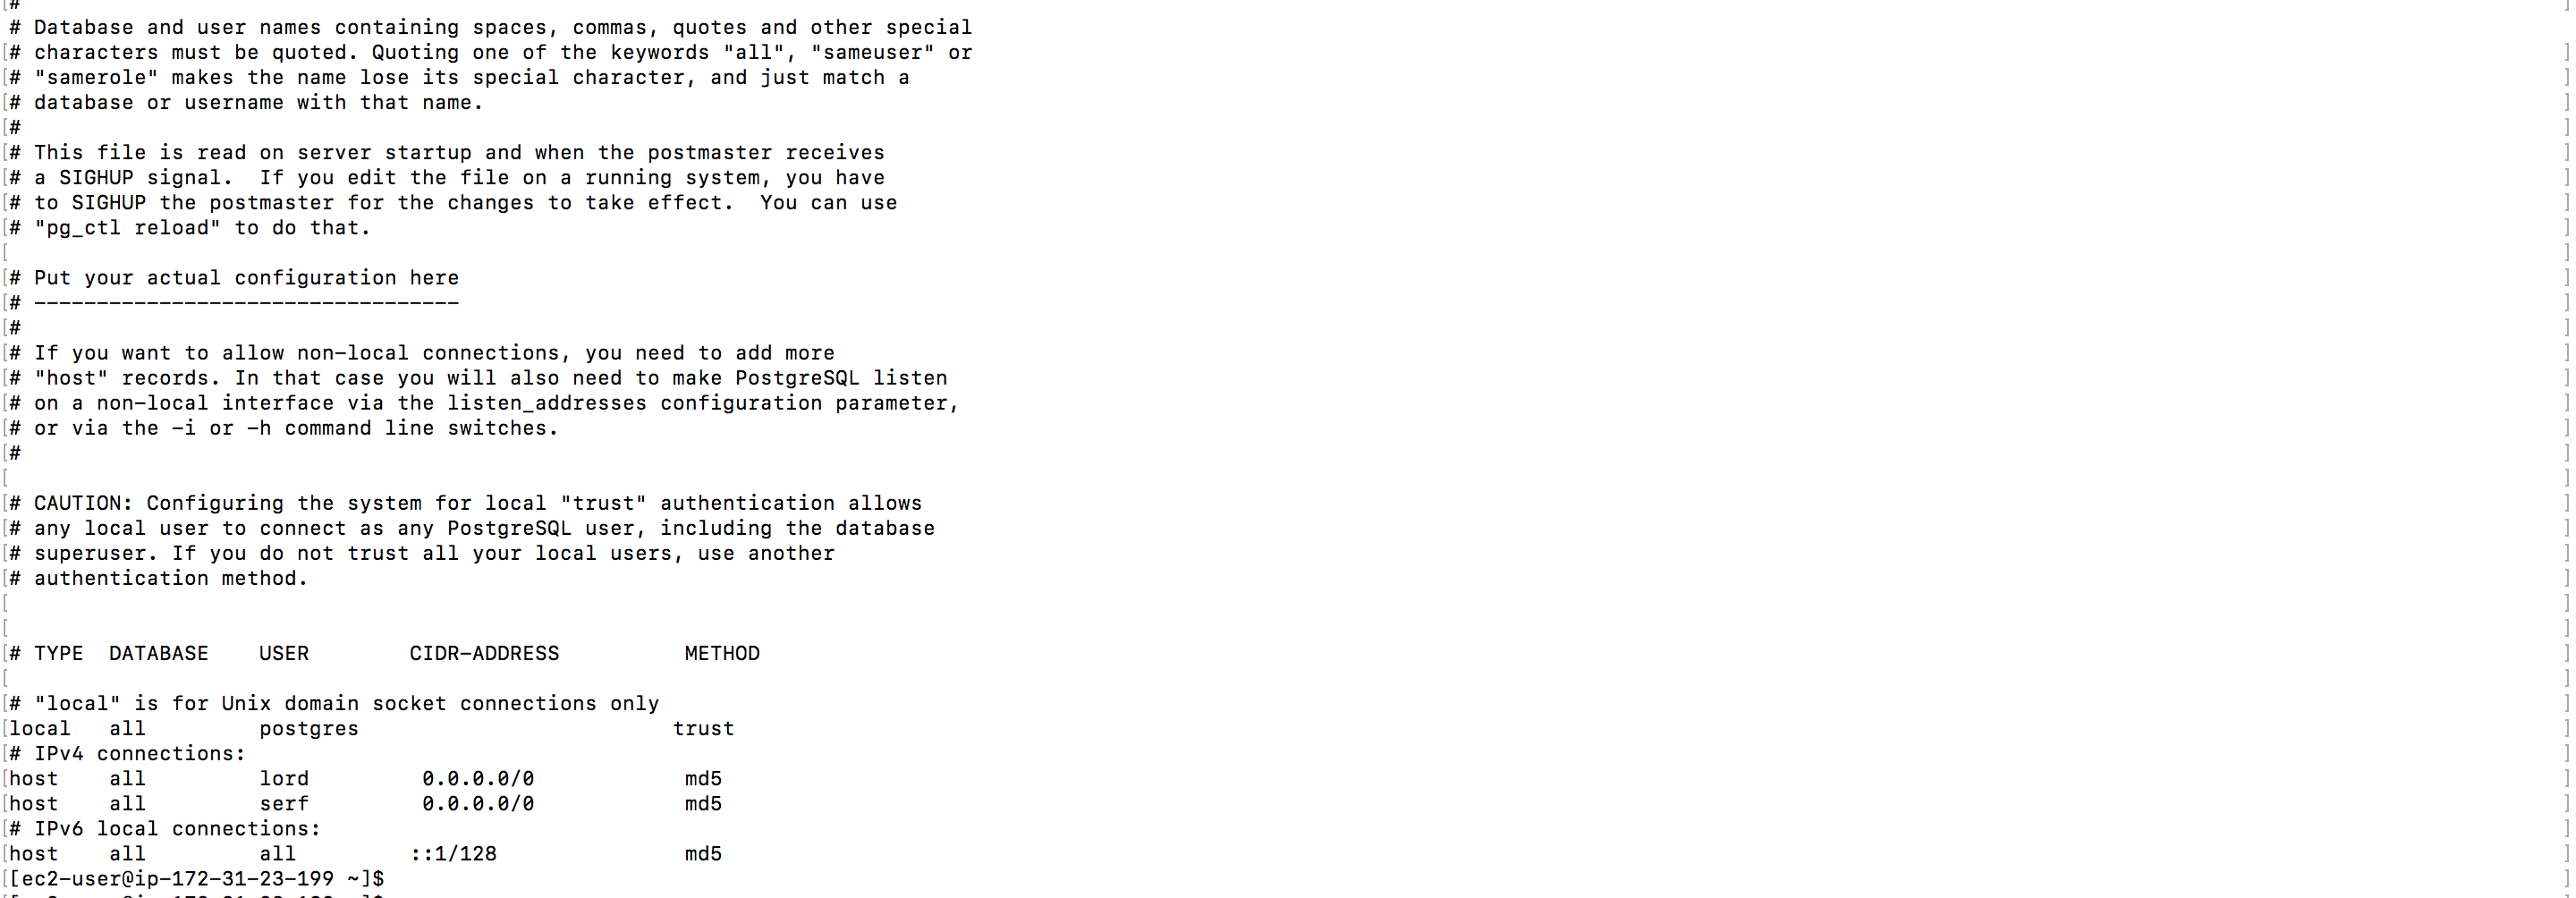 [#
# Database and user names containing spaces, commas, quotes and other special
[# characters must be quoted. Quoting one of the keywords "all", "sameuser" or ]
[# "samerole" makes the name lose its special character, and just match a ]
[# database or username with that name. ]
[# ]
[# This file is read on server startup and when the postmaster receives ]
[# a SIGHUP signal.  If you edit the file on a running system, you have ]
[# to SIGHUP the postmaster for the changes to take effect.  You can use ]
[# "pg_ctl reload" to do that. ]
[ ]
[# Put your actual configuration here ]
[# ---------------------------------- ]
[# ]
[# If you want to allow non-local connections, you need to add more ]
[# "host" records. In that case you will also need to make PostgreSQL listen ]
[# on a non-local interface via the listen_addresses configuration parameter, ]
[# or via the -i or -h command line switches. ]
[# ]
[ ]
[# CAUTION: Configuring the system for local "trust" authentication allows ]
[# any local user to connect as any PostgreSQL user, including the database ]
[# superuser. If you do not trust all your local users, use another ]
[# authentication method. ]
[ ]
[ ]
[# TYPE  DATABASE    USER        CIDR-ADDRESS          METHOD ]
[ ]
[# "local" is for Unix domain socket connections only ]
[local   all         postgres                         trust ]
[# IPv4 connections: ]
[host    all         lord         0.0.0.0/0            md5 ]
[host    all         serf         0.0.0.0/0            md5 ]
[# IPv6 local connections: ]
[host    all         all         ::1/128               md5 ]
[[ec2-user@ip-172-31-23-199 ~]$ ]